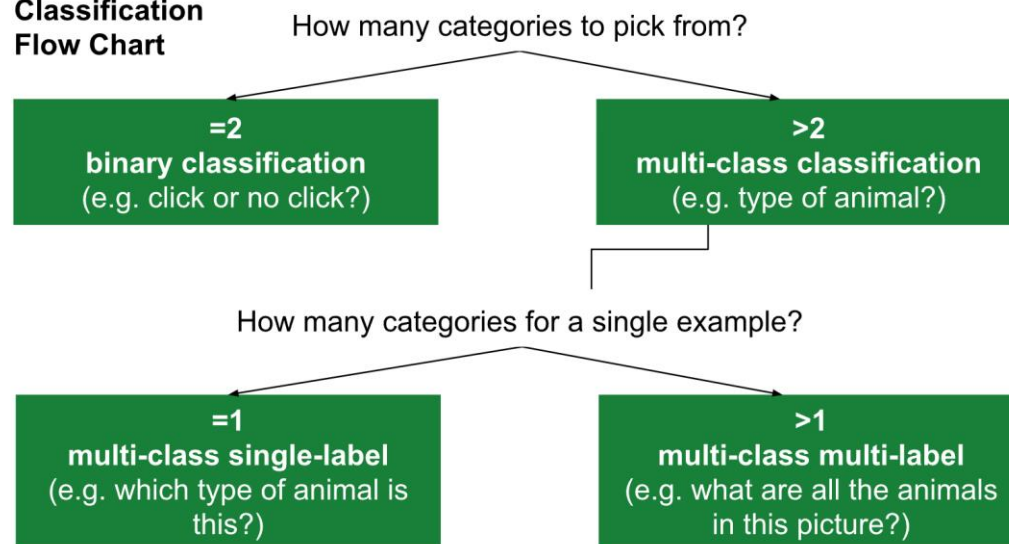 Classification
Flow Chart
How many categories to pick from?
=2
binary classification
(e.g. click or no click?)
>2
multi-class classification
(e.g. type of animal?)
How many categories for a single example?
=1
multi-class single-label
(e.g. which type of animal is
this?)
>1
multi-class multi-label
(e.g. what are all the animals
in this picture?)